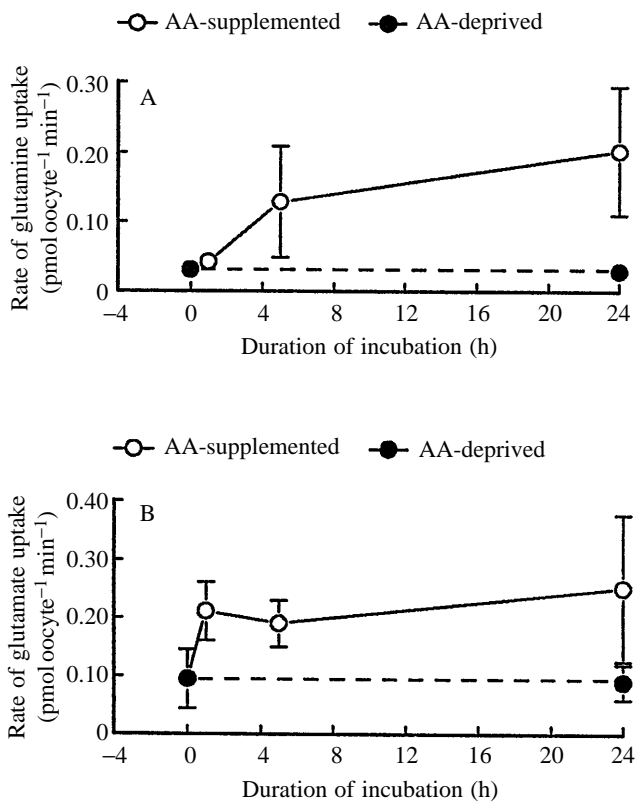 AA-supplemented AA-deprived
A
0.30
0.20
0.10
0
Rate of glutamine uptake
(pmol oocyte⁻¹ min⁻¹)
−4 0 4 8 12 16 20 24
Duration of incubation (h)
AA-supplemented AA-deprived
B
0.40
0.30
0.20
0.10
0
Rate of glutamate uptake
(pmol oocyte⁻¹ min⁻¹)
−4 0 4 8 12 16 20 24
Duration of incubation (h)